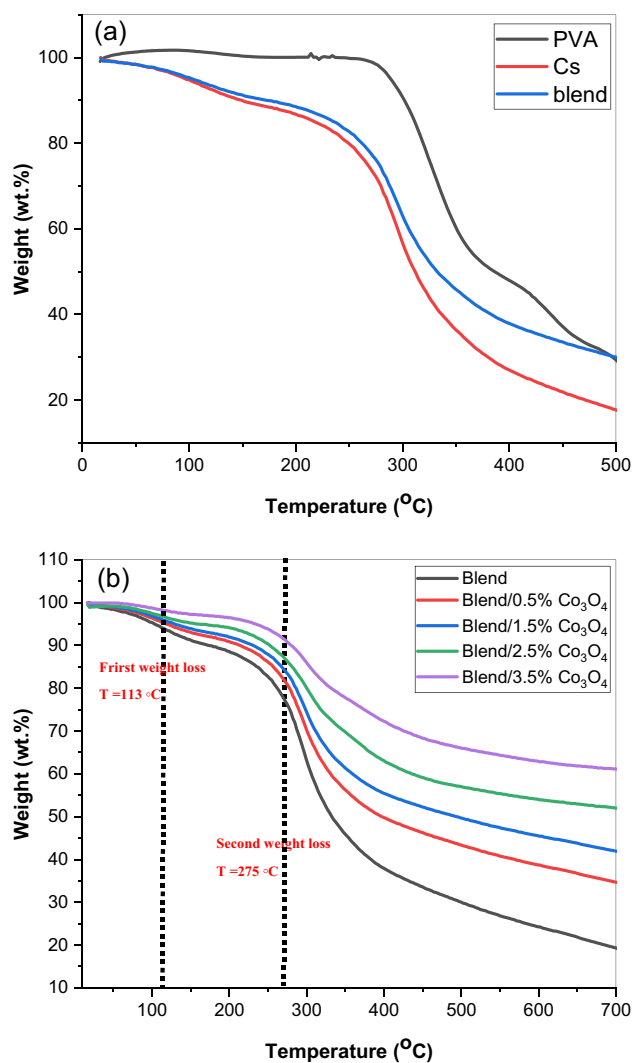 (a)
PVA
Cs
blend
100
80
60
40
20
Weight (wt.%)
0 100 200 300 400 500
Temperature (⁰C)
(b)
Blend
Blend/0.5% Co₃O₄
Blend/1.5% Co₃O₄
Blend/2.5% Co₃O₄
Blend/3.5% Co₃O₄
110
100
90
80
70
60
50
40
30
20
10
Weight (wt.%)
Frirst weight loss
T =113 ◦C
Second weight loss
T =275 ◦C
100 200 300 400 500 600 700
Temperature (⁰C)